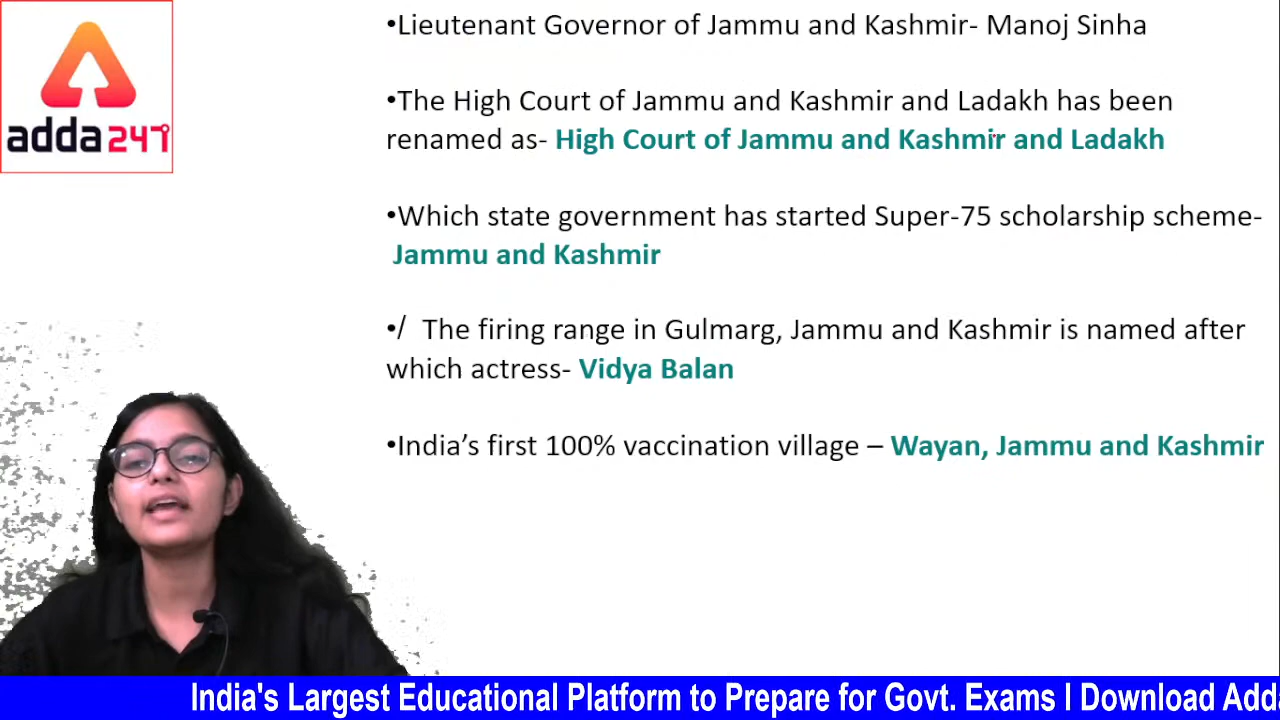 •Lieutenant Governor of Jammu and Kashmir- Manoj Sinha
•The High Court of Jammu and Kashmir and Ladakh has been
renamed as- High Court of Jammu and Kashmir and Ladakh
•Which state government has started Super-75 scholarship scheme-
Jammu and Kashmir
•/ The firing range in Gulmarg, Jammu and Kashmir is named after
which actress- Vidya Balan
•India’s first 100% vaccination village – Wayan, Jammu and Kashmir
adda247
India's Largest Educational Platform to Prepare for Govt. Exams I Download Adda